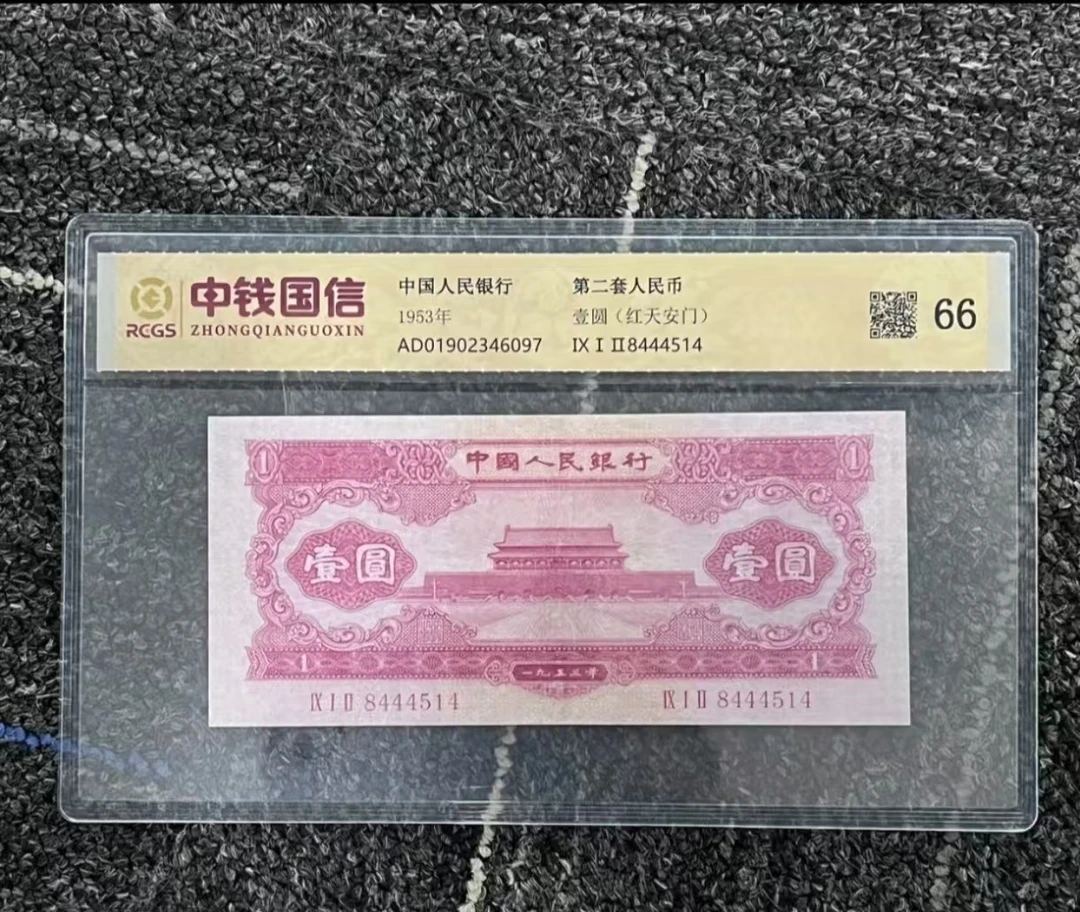 中钱国信
RCGS ZHONGQIANGUOXIN
中国人民银行 第二套人民币
1953年 壹圆（红天安门）
AD01902346097 IX I II8444514
66
1 中國人民銀行 1
壹圓 壹圓
1 一九五三年 1
IX I II 8444514 IX I II 8444514